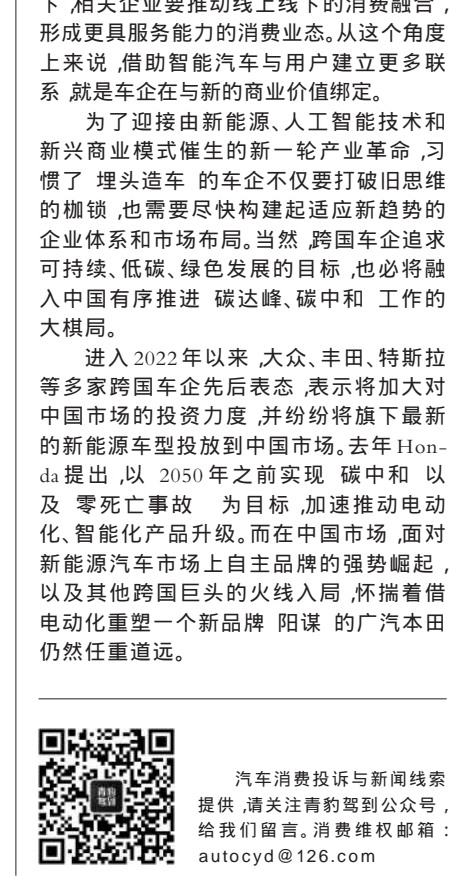 下,相关企业要推动线上线下的消费融合,
形成更具服务能力的消费业态。从这个角度
上来说,借助智能汽车与用户建立更多联
系,就是车企在与新的商业价值绑定。
为了迎接由新能源、人工智能技术和
新兴商业模式催生的新一轮产业革命,习
惯了 埋头造车 的车企不仅要打破旧思维
的枷锁,也需要尽快构建起适应新趋势的
企业体系和市场布局。当然,跨国车企追求
可持续、低碳、绿色发展的目标,也必将融
入中国有序推进 碳达峰、碳中和 工作的
大棋局。
进入2022年以来,大众、丰田、特斯拉
等多家跨国车企先后表态,表示将加大对
中国市场的投资力度,并纷纷将旗下最新
的新能源车型投放到中国市场。去年Hon-
da提出,以 2050年之前实现 碳中和 以
及 零死亡事故 为目标,加速推动电动
化、智能化产品升级。而在中国市场,面对
新能源汽车市场上自主品牌的强势崛起,
以及其他跨国巨头的火线入局,怀揣着借
电动化重塑一个新品牌 阳谋 的广汽本田
仍然任重道远。
青豹
驾到
汽车消费投诉与新闻线索
提供,请关注青豹驾到公众号,
给我们留言。消费维权邮箱:
autocyd@126.com